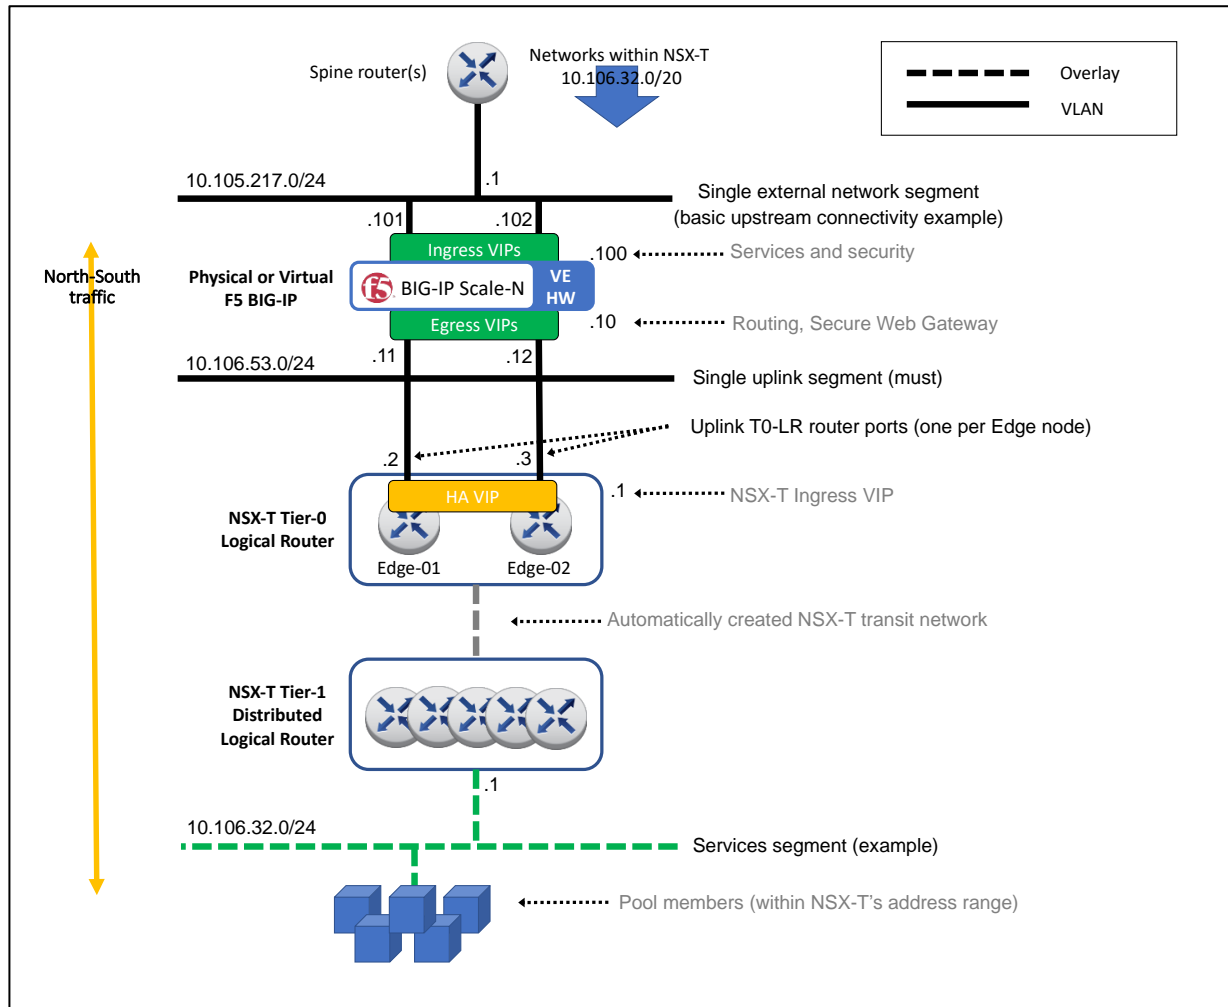 Spine router(s)
Networks within NSX-T
10.106.32.0/20
Overlay
VLAN
10.105.217.0/24
.1
Single external network segment
(basic upstream connectivity example)
.101
.102
Ingress VIPs
.100
Services and security
North-South
traffic
Physical or Virtual
F5 BIG-IP
f5
BIG-IP Scale-N
VE
HW
Egress VIPs
.10
Routing, Secure Web Gateway
.11
.12
10.106.53.0/24
Single uplink segment (must)
Uplink T0-LR router ports (one per Edge node)
.2
.3
HA VIP
.1
NSX-T Ingress VIP
NSX-T Tier-0
Logical Router
Edge-01
Edge-02
Automatically created NSX-T transit network
NSX-T Tier-1
Distributed
Logical Router
.1
10.106.32.0/24
Services segment (example)
Pool members (within NSX-T's address range)